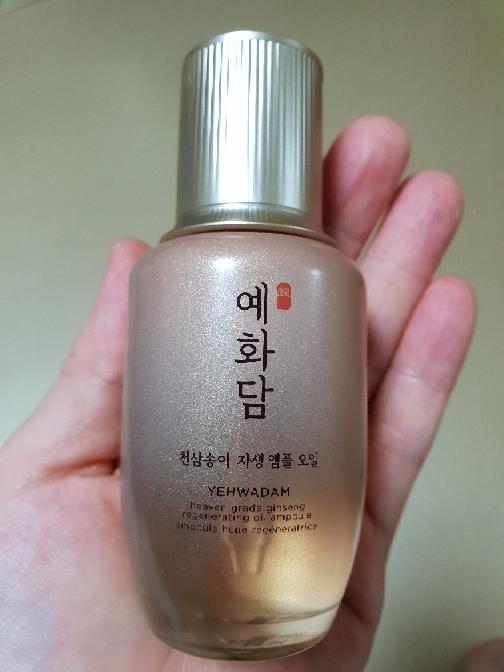 예화담
천삼송이 자생 앰플 오일
YEHWADAM
heaven grade ginseng
regenerating oil ampoule
ampoule huile régénératrice